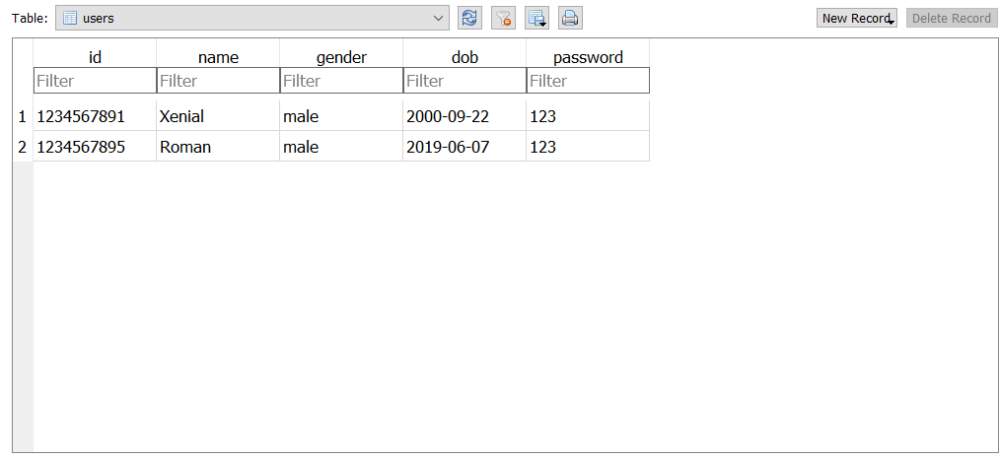 Table: users New Record Delete Record
id name gender dob password
Filter Filter Filter Filter Filter
1 1234567891 Xenial male 2000-09-22 123
2 1234567895 Roman male 2019-06-07 123